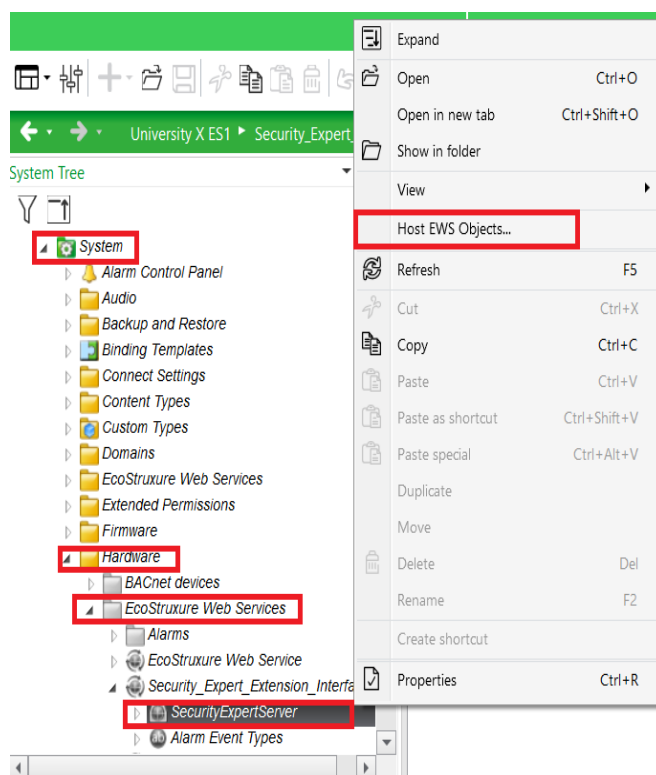 University X ES1
Security_Expert_
System Tree
System
Alarm Control Panel
Audio
Backup and Restore
Binding Templates
Connect Settings
Content Types
Custom Types
Domains
EcoStruxure Web Services
Extended Permissions
Firmware
Hardware
BACnet devices
EcoStruxure Web Services
Alarms
EcoStruxure Web Service
Security_Expert_Extension_Interfa
SecurityExpertServer
Alarm Event Types
Expand
Open Ctrl+O
Open in new tab Ctrl+Shift+O
Show in folder
View
Host EWS Objects...
Refresh F5
Cut Ctrl+X
Copy Ctrl+C
Paste Ctrl+V
Paste as shortcut Ctrl+Shift+V
Paste special Ctrl+Alt+V
Duplicate
Move
Delete Del
Rename F2
Create shortcut
Properties Ctrl+R